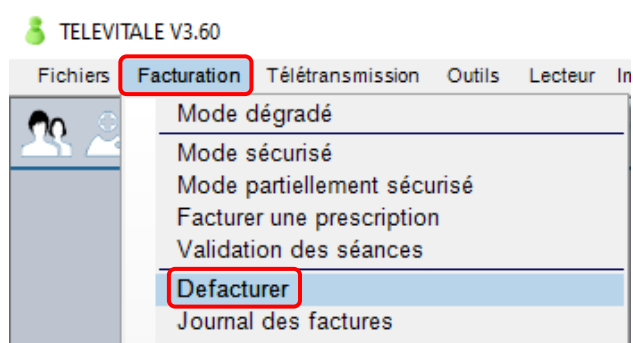 TELEVITALE V3.60
Fichiers Facturation Télétransmission Outils Lecteur
Mode dégradé
Mode sécurisé
Mode partiellement sécurisé
Facturer une prescription
Validation des séances
Defacturer
Journal des factures